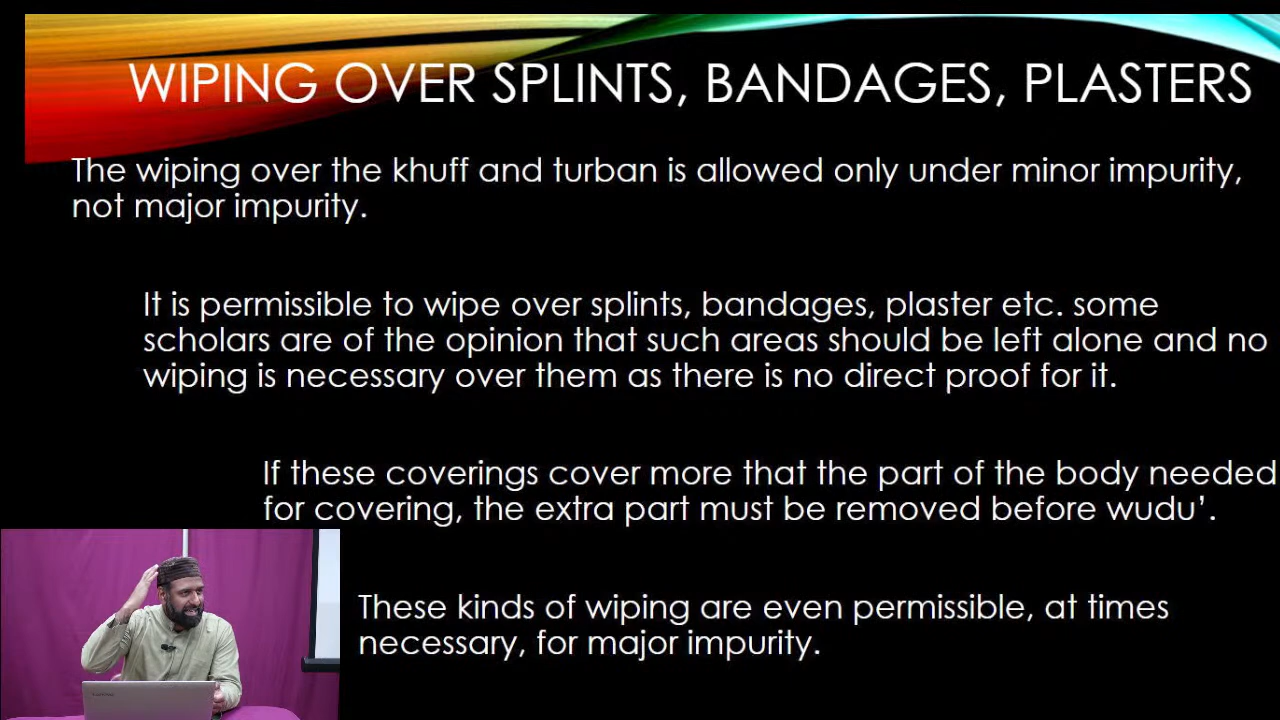 WIPING OVER SPLINTS, BANDAGES, PLASTERS
The wiping over the khuff and turban is allowed only under minor impurity,
not major impurity.
It is permissible to wipe over splints, bandages, plaster etc. some
scholars are of the opinion that such areas should be left alone and no
wiping is necessary over them as there is no direct proof for it.
If these coverings cover more that the part of the body needed
for covering, the extra part must be removed before wudu’.
These kinds of wiping are even permissible, at times
necessary, for major impurity.